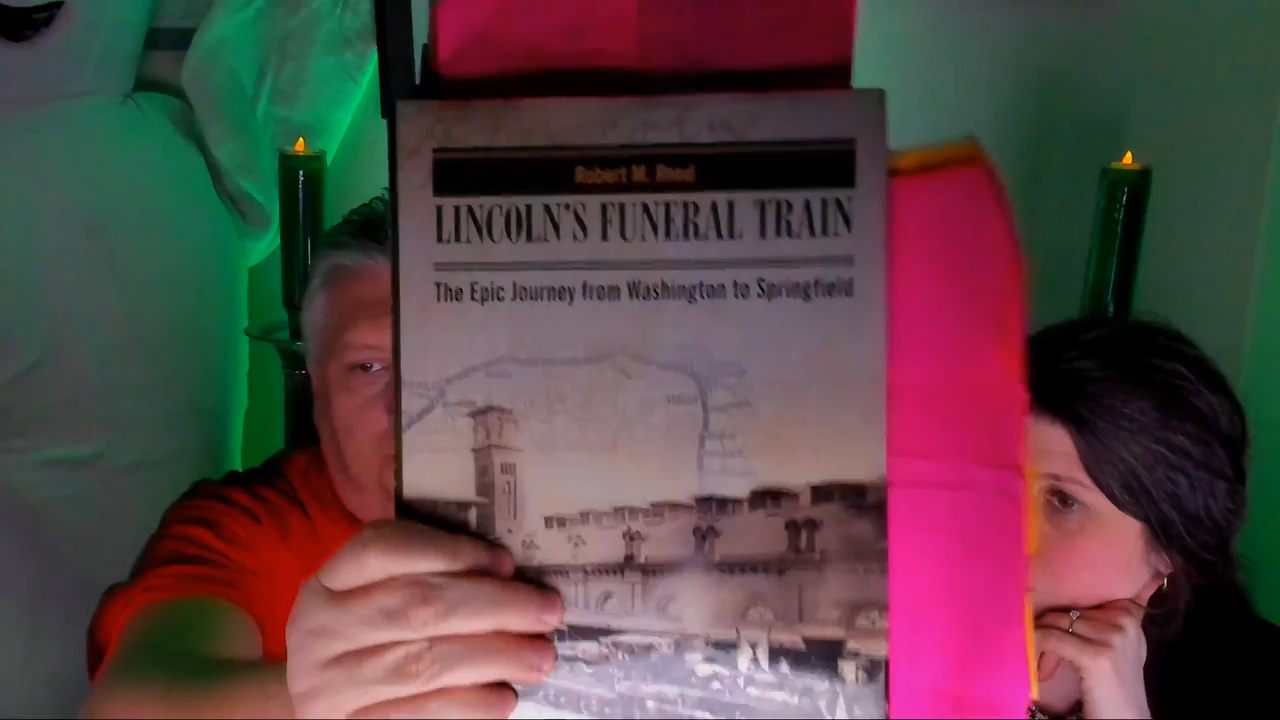 Robert M. Reed
LINCOLN'S FUNERAL TRAIN
The Epic Journey from Washington to Springfield